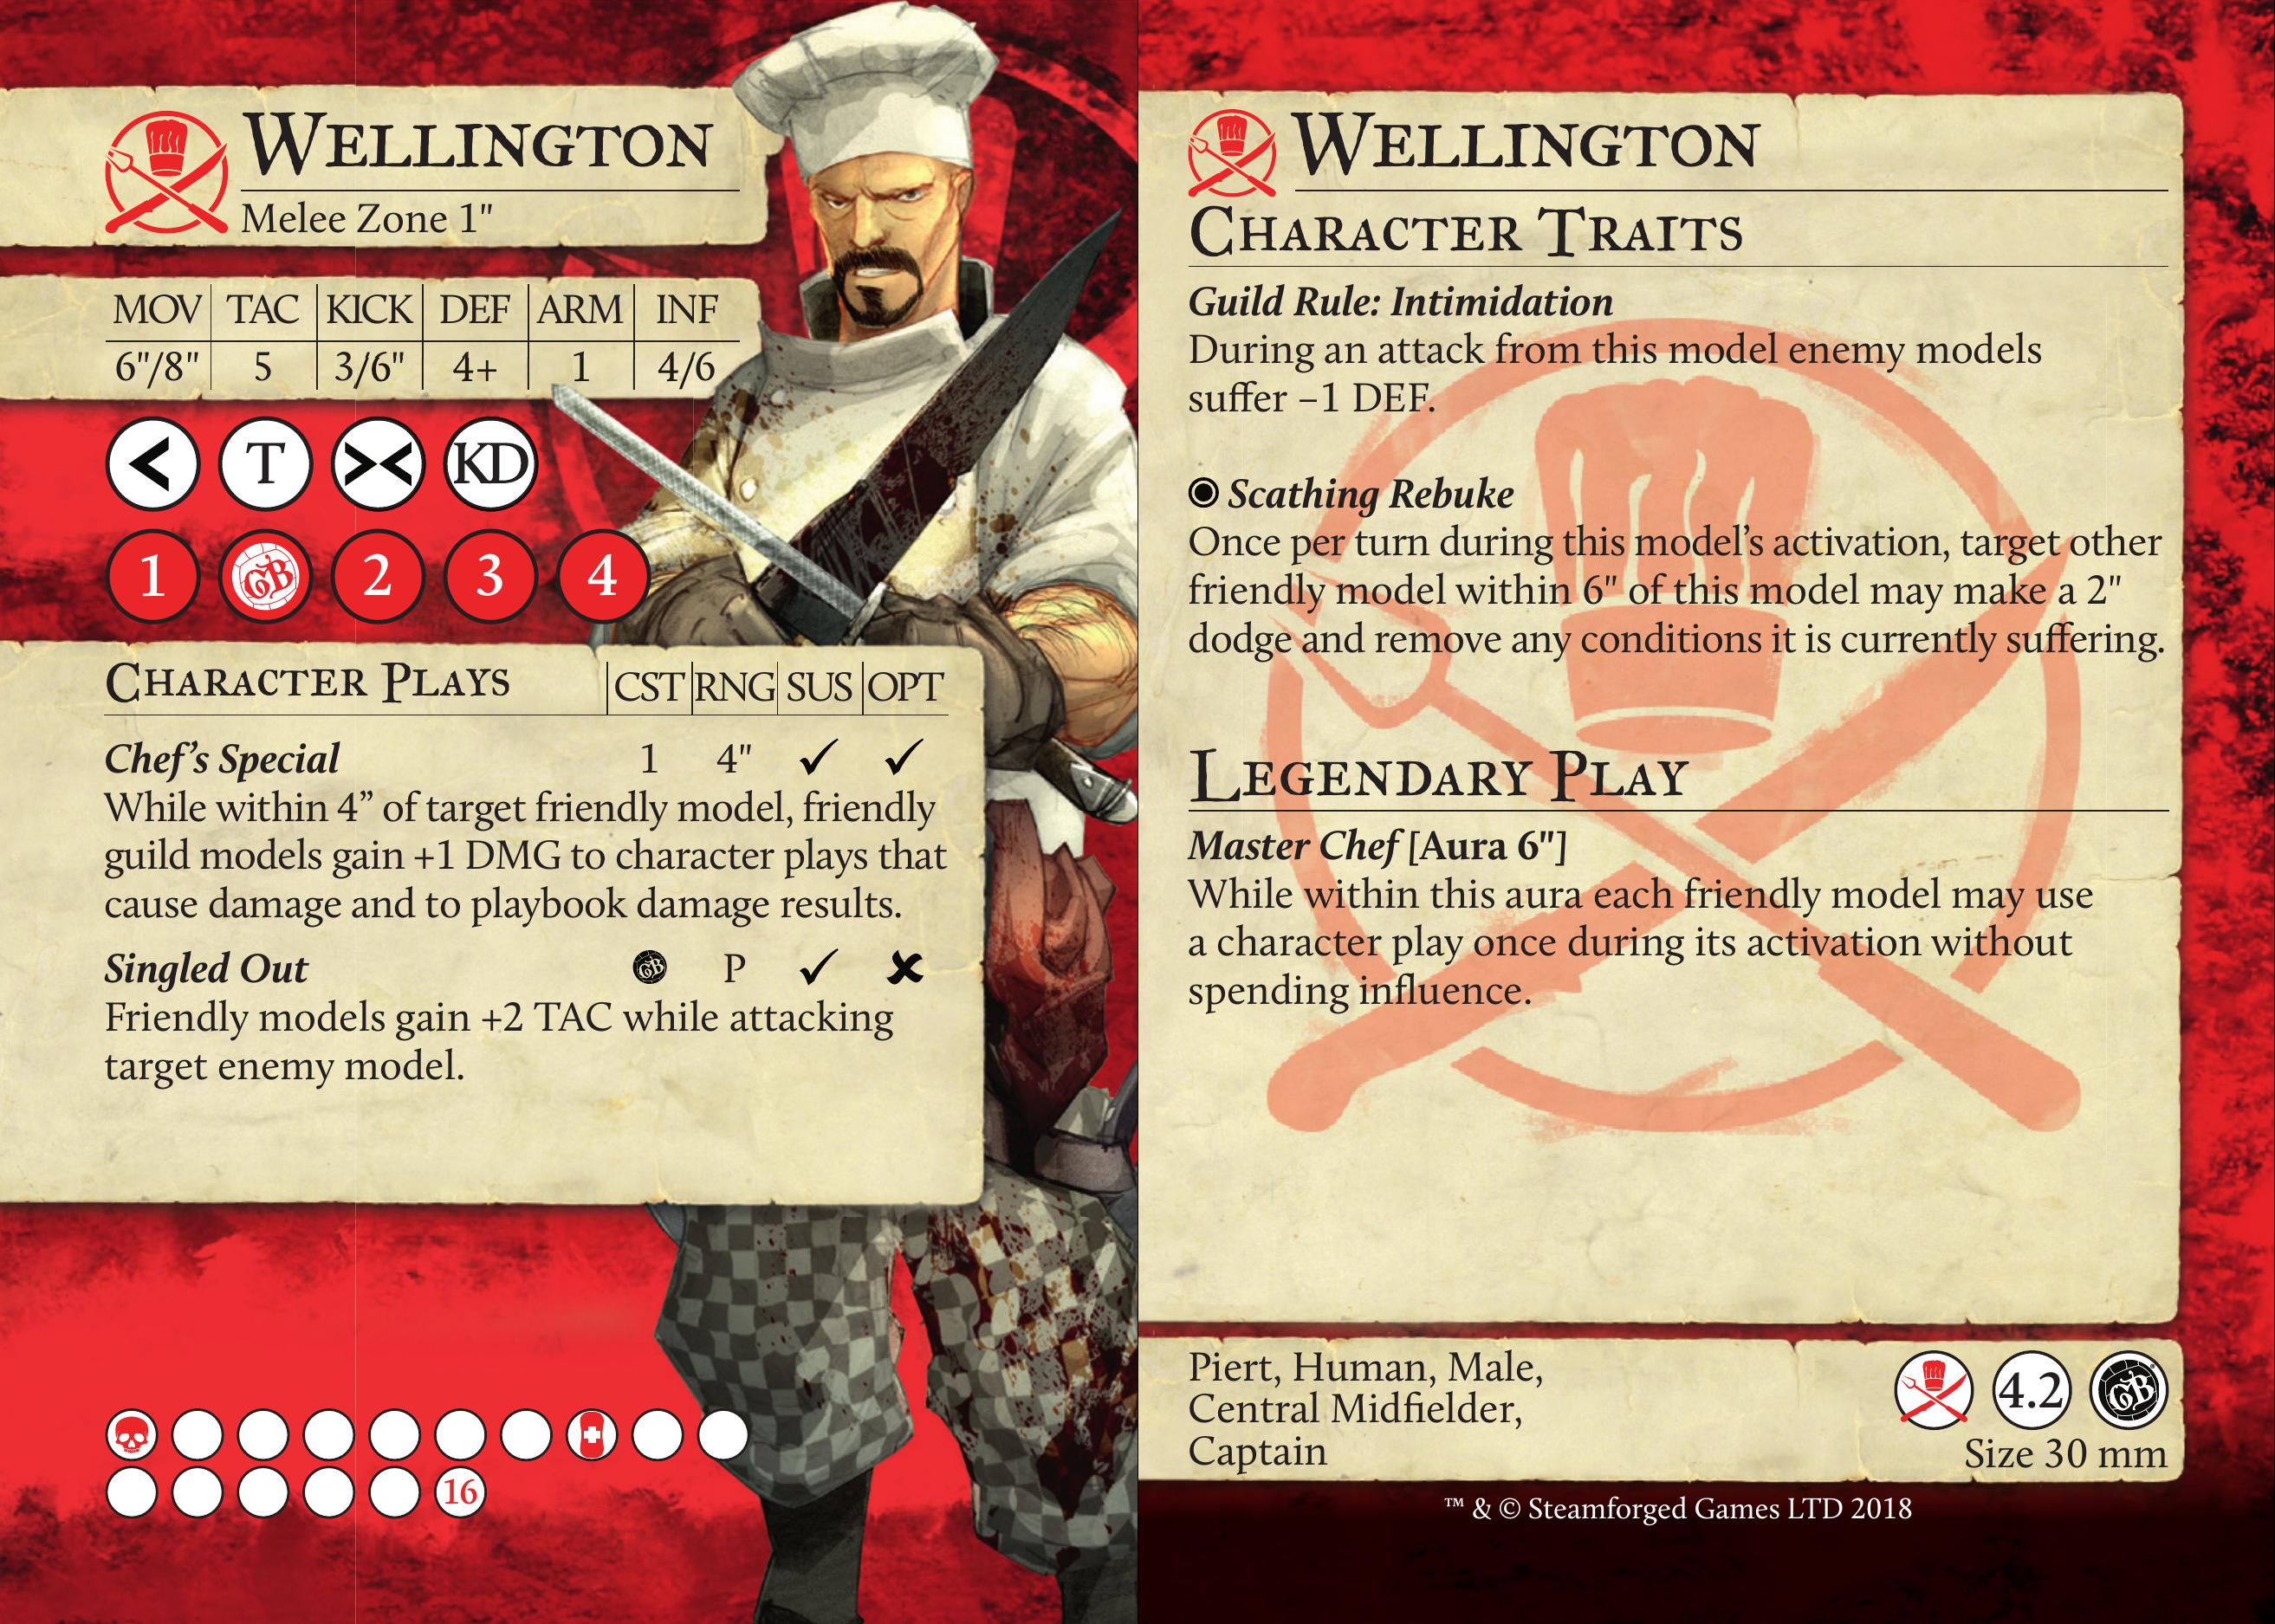 WELLINGTON
Melee Zone 1"
MOV TAC KICK DEF ARM INF
6"/8" 5 3/6" 4+ 1 4/6
< T >< KD
1 GB 2 3 4
CHARACTER PLAYS CST RNG SUS OPT
Chef's Special 1 4" ✓ ✓
While within 4” of target friendly model, friendly
guild models gain +1 DMG to character plays that
cause damage and to playbook damage results.
Singled Out GB P ✓ ✘
Friendly models gain +2 TAC while attacking
target enemy model.
16
WELLINGTON
CHARACTER TRAITS
Guild Rule: Intimidation
During an attack from this model enemy models
suffer –1 DEF.
Scathing Rebuke
Once per turn during this model’s activation, target other
friendly model within 6" of this model may make a 2"
dodge and remove any conditions it is currently suffering.
LEGENDARY PLAY
Master Chef [Aura 6"]
While within this aura each friendly model may use
a character play once during its activation without
spending influence.
Piert, Human, Male,
Central Midfielder,
Captain
4.2 GB
Size 30 mm
™ & © Steamforged Games LTD 2018